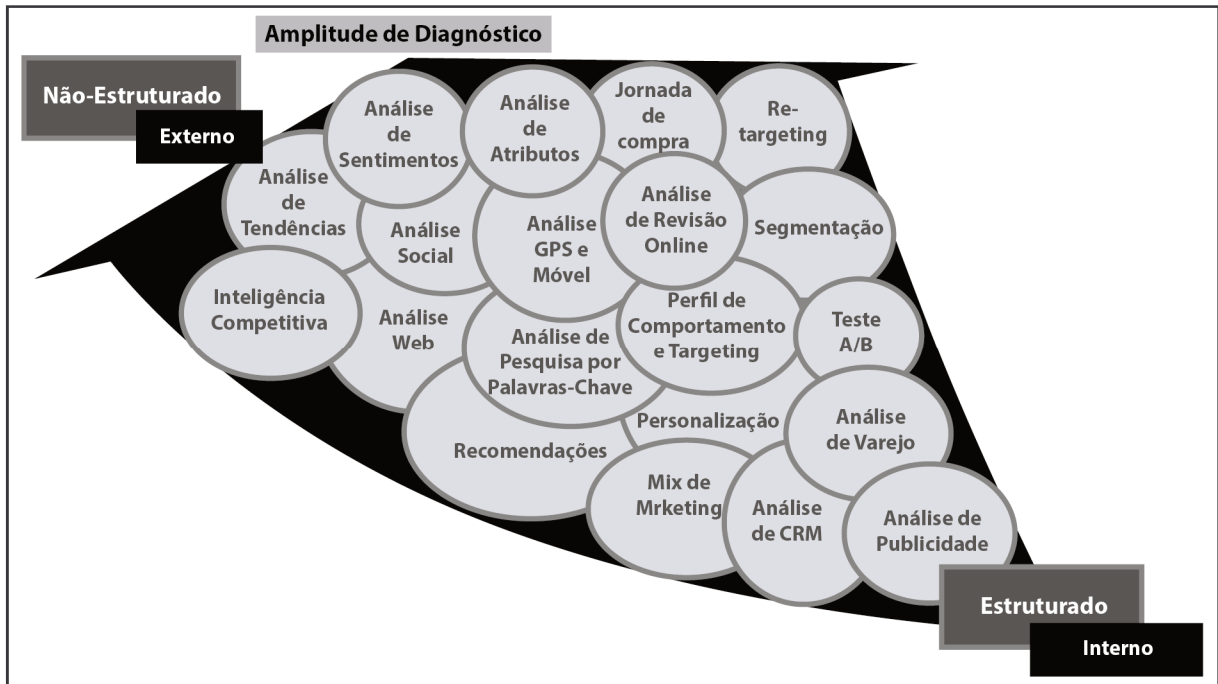 Amplitude de Diagnóstico
Não-Estruturado
Externo
Análise
de
Sentimentos
Análise
de
Atributos
Jornada
de
compra
Re-
targeting
Análise
de
Tendências
Análise
Social
Análise
GPS e
Móvel
Análise
de Revisão
Online
Segmentação
Inteligência
Competitiva
Análise
Web
Análise de
Pesquisa por
Palavras-Chave
Perfil de
Comportamento
e Targeting
Teste
A/B
Recomendações
Personalização
Análise
de Varejo
Mix de
Mrketing
Análise
de CRM
Análise de
Publicidade
Estruturado
Interno